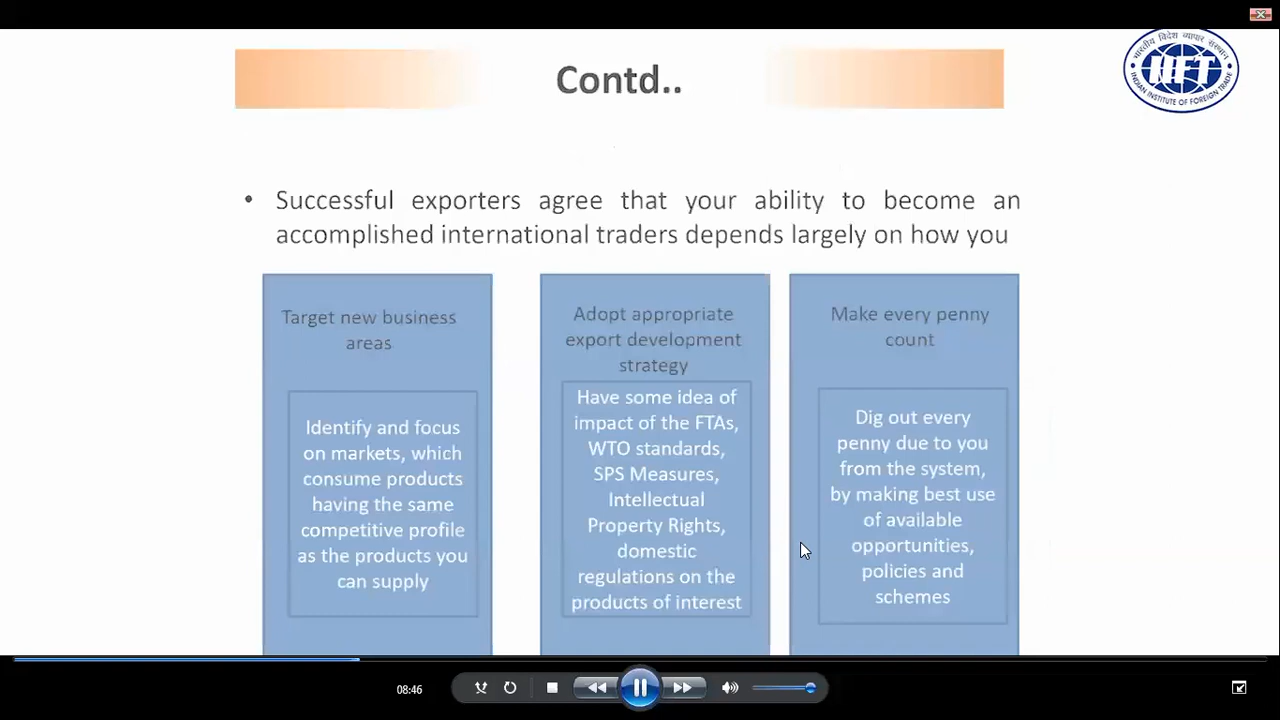 Contd..
भारतीय विदेश व्यापार संस्थान
IIFT
INDIAN INSTITUTE OF FOREIGN TRADE
• Successful exporters agree that your ability to become an
accomplished international traders depends largely on how you
Target new business
areas
Identify and focus
on markets, which
consume products
having the same
competitive profile
as the products you
can supply
Adopt appropriate
export development
strategy
Have some idea of
impact of the FTAs,
WTO standards,
SPS Measures,
Intellectual
Property Rights,
domestic
regulations on the
products of interest
Make every penny
count
Dig out every
penny due to you
from the system,
by making best use
of available
opportunities,
policies and
schemes
08:46